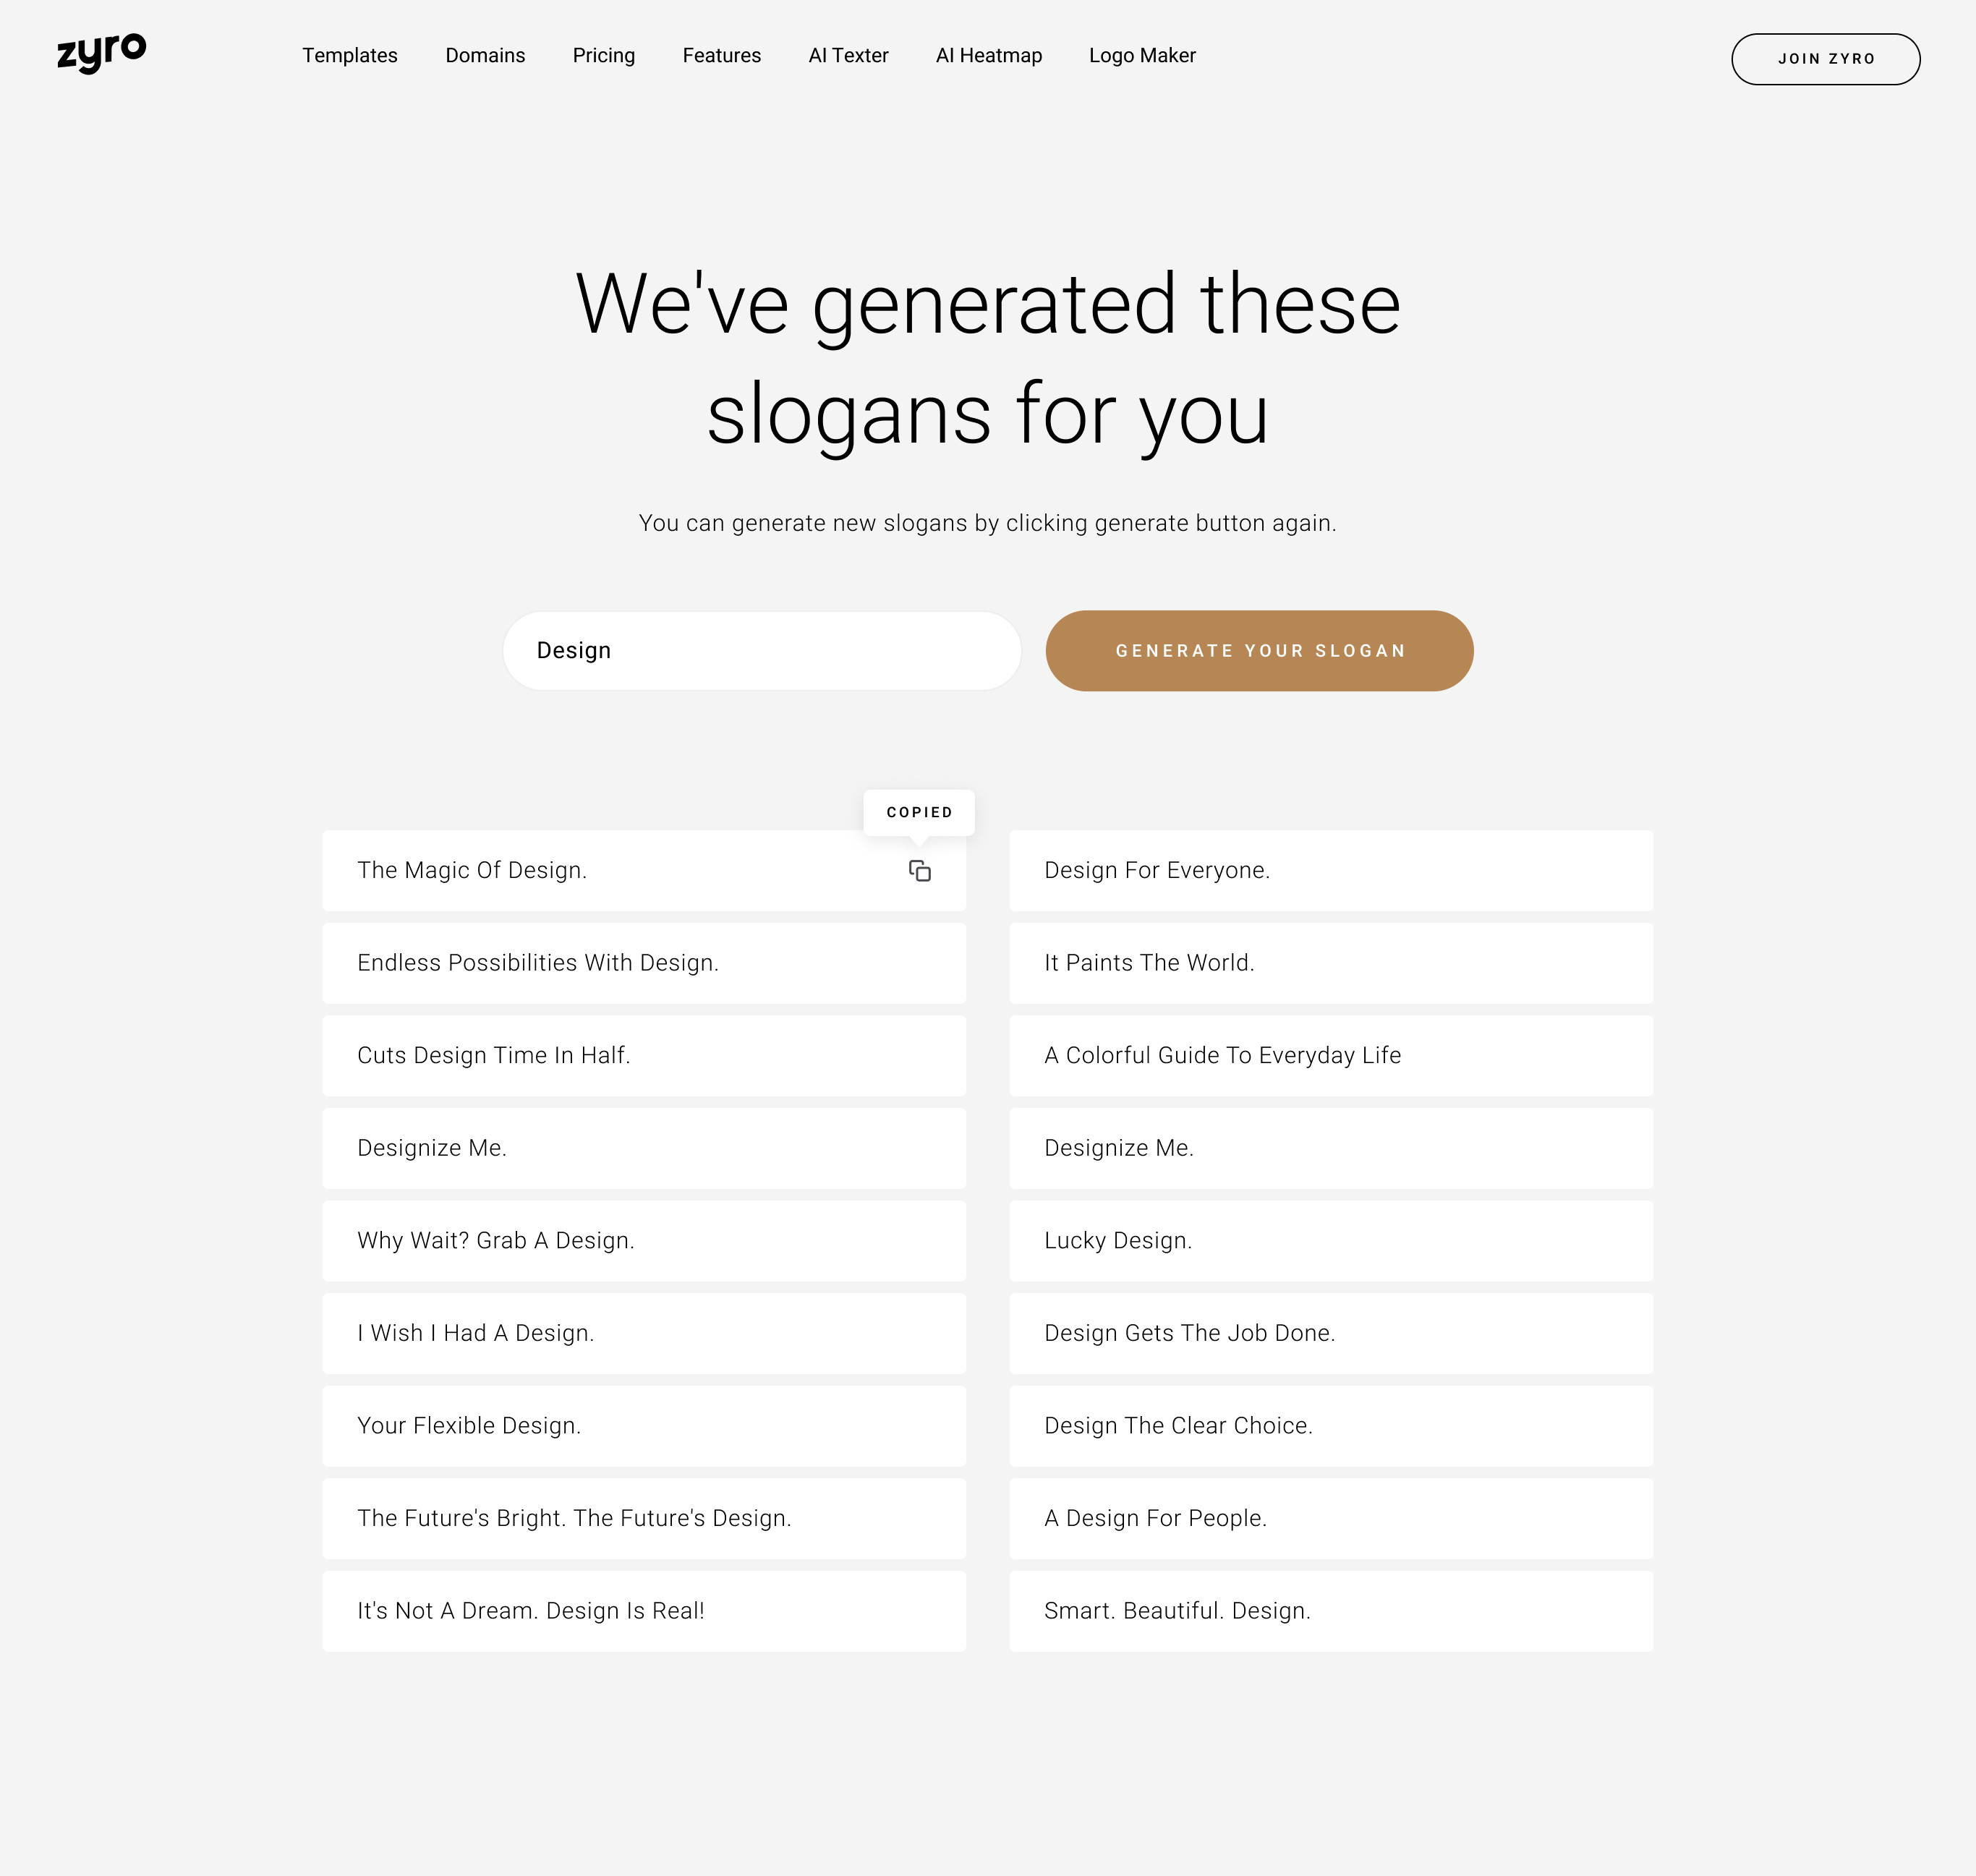 zyro
Templates
Domains
Pricing
Features
AI Texter
AI Heatmap
Logo Maker
JOIN ZYRO
We've generated these
slogans for you
You can generate new slogans by clicking generate button again.
Design
GENERATE YOUR SLOGAN
COPIED
The Magic Of Design.
Design For Everyone.
Endless Possibilities With Design.
It Paints The World.
Cuts Design Time In Half.
A Colorful Guide To Everyday Life
Designize Me.
Designize Me.
Why Wait? Grab A Design.
Lucky Design.
I Wish I Had A Design.
Design Gets The Job Done.
Your Flexible Design.
Design The Clear Choice.
The Future's Bright. The Future's Design.
A Design For People.
It's Not A Dream. Design Is Real!
Smart. Beautiful. Design.